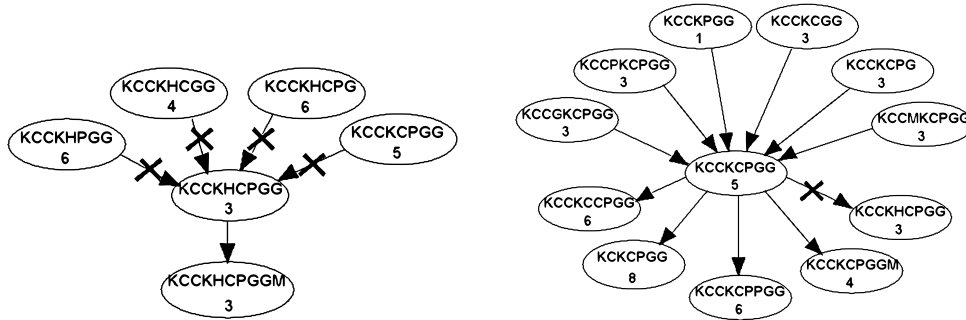 KCCKHCGG
4
KCCKHCPG
6
KCCKHPGG
6
KCCKCPGG
5
KCCKHCPGG
3
KCCKHCPGGM
3
KCCKPGG
1
KCCKCGG
3
KCCPKCPGG
3
KCCKCPG
3
KCCGKCPGG
3
KCCMKCPGG
3
KCCKCPGG
5
KCCKCCPGG
6
KCCKHCPGG
3
KCKCPGG
8
KCCKCPGGM
4
KCCKCPPGG
6